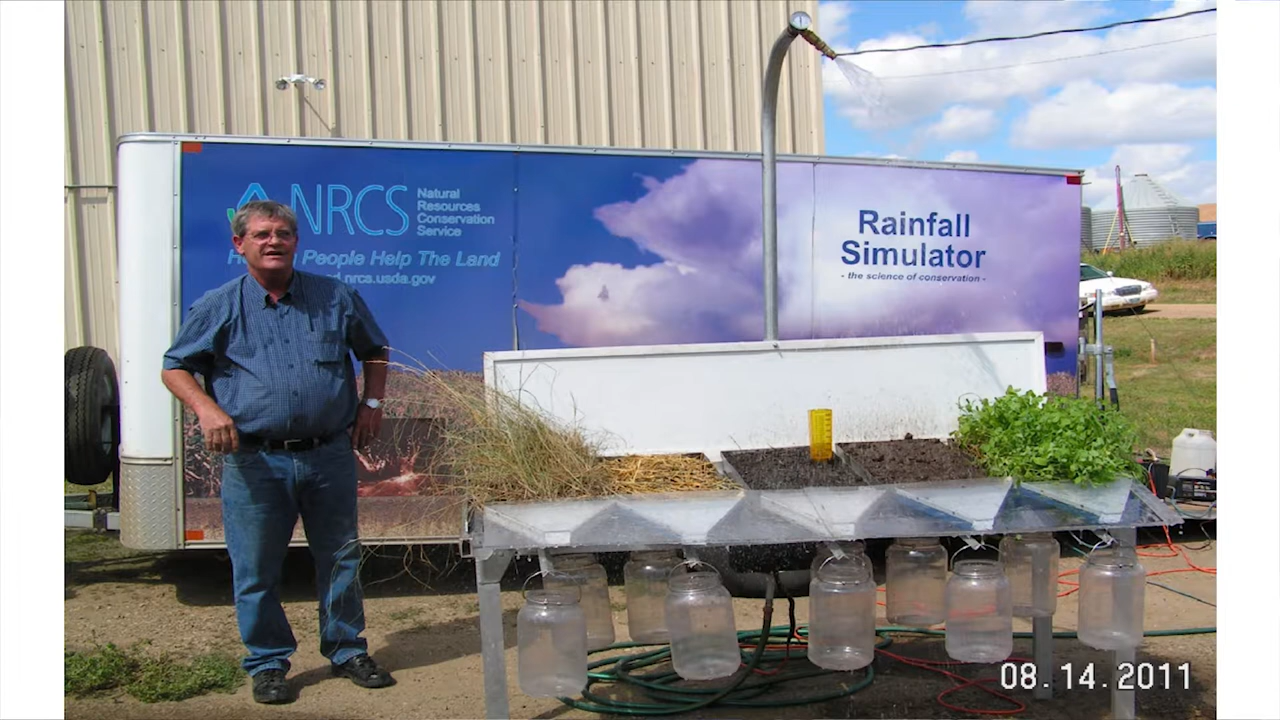 NRCS
Natural
Resources
Conservation
Service
People Help The Land
nrcs.usda.gov
Rainfall
Simulator
- the science of conservation -
08.14.2011